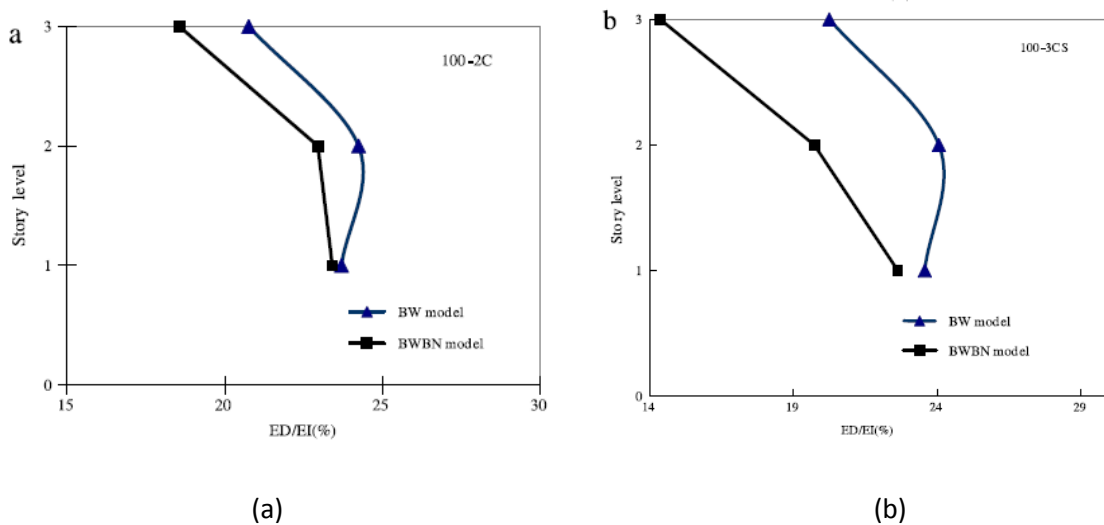 a
3
2
1
0
Story level
100-2C
BW model
BWBN model
15
20
25
30
ED/EI(%)
(a)
b
3
2
1
0
Story level
100-3CS
BW model
BWBN model
14
19
24
29
ED/EI(%)
(b)